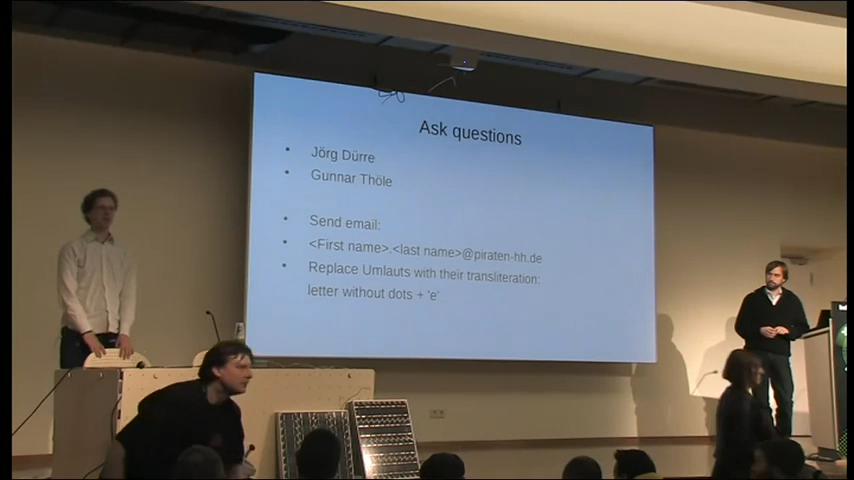 Ask questions
• Jörg Dürre
• Gunnar Thöle
• Send email:
• <First name>.<last name>@piraten-hh.de
• Replace Umlauts with their transliteration:
letter without dots + 'e'